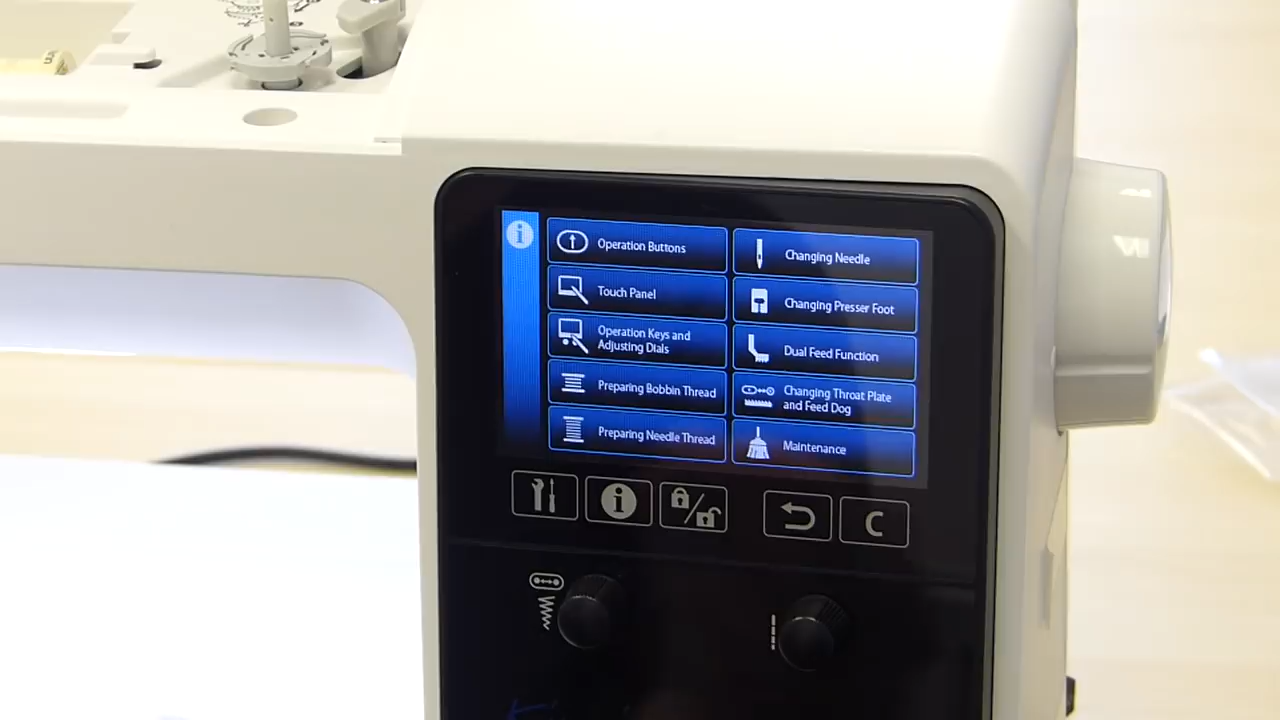 Operation Buttons
Touch Panel
Operation Keys and
Adjusting Dials
Preparing Bobbin Thread
Preparing Needle Thread
Changing Needle
Changing Presser Foot
Dual Feed Function
Changing Throat Plate
and Feed Dog
Maintenance
i
i
C